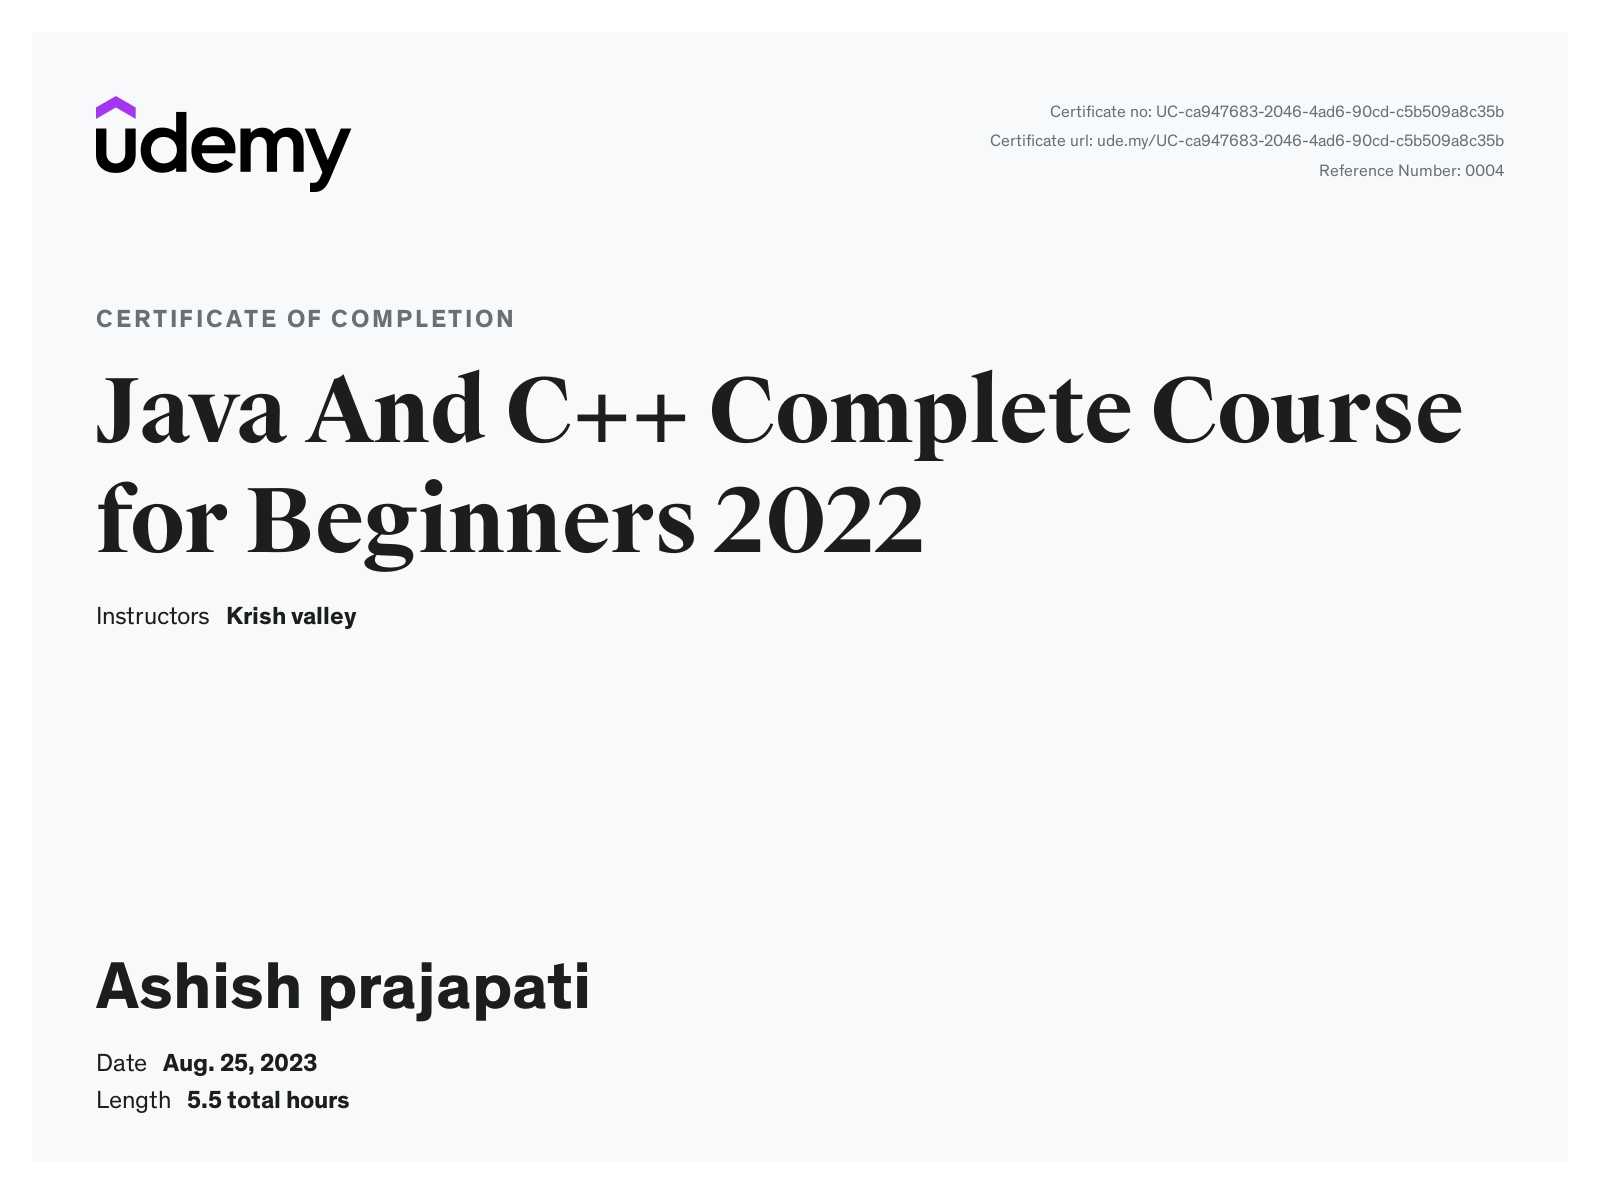 udemy
Certificate no: UC-ca947683-2046-4ad6-90cd-c5b509a8c35b
Certificate url: ude.my/UC-ca947683-2046-4ad6-90cd-c5b509a8c35b
Reference Number: 0004
CERTIFICATE OF COMPLETION
Java And C++ Complete Course
for Beginners 2022
Instructors Krish valley
Ashish prajapati
Date Aug. 25, 2023
Length 5.5 total hours